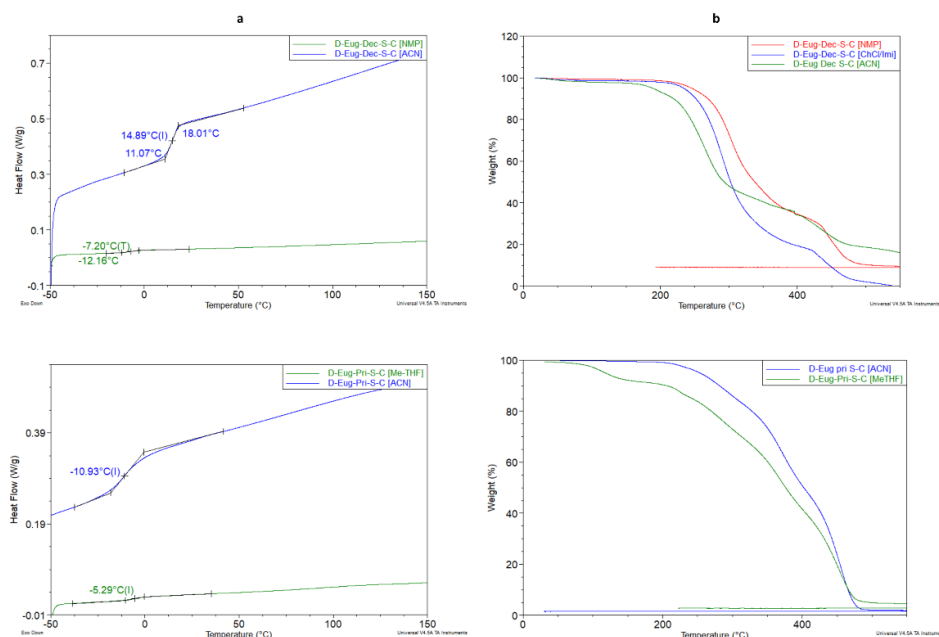 a
b
D-Eug-Dec-S-C [NMP]
D-Eug-Dec-S-C [ACN]
0.7
0.5
0.3
0.1
-0.1
Heat Flow (W/g)
14.89°C(I)
18.01°C
11.07°C
-7.20°C(T)
-12.16°C
-50
0
50
100
150
Exo Down
Temperature (°C)
Universal V4.5A TA Instruments
D-Eug-Dec-S-C [NMP]
D-Eug-Dec-S-C [ChCl/Imi]
D-Eug Dec S-C [ACN]
120
100
80
60
40
20
0
Weight (%)
0
200
400
Temperature (°C)
Universal V4.5A TA Instruments
D-Eug-Pri-S-C [Me-THF]
D-Eug-Pri-S-C [ACN]
0.39
0.19
-0.01
Heat Flow (W/g)
-10.93°C(I)
-5.29°C(I)
-50
0
50
100
150
Exo Down
Temperature (°C)
Universal V4.5A TA Instruments
D-Eug pri S-C [ACN]
D-Eug-Pri-S-C [MeTHF]
100
80
60
40
20
0
Weight (%)
0
200
400
Temperature (°C)
Universal V4.5A TA Instruments